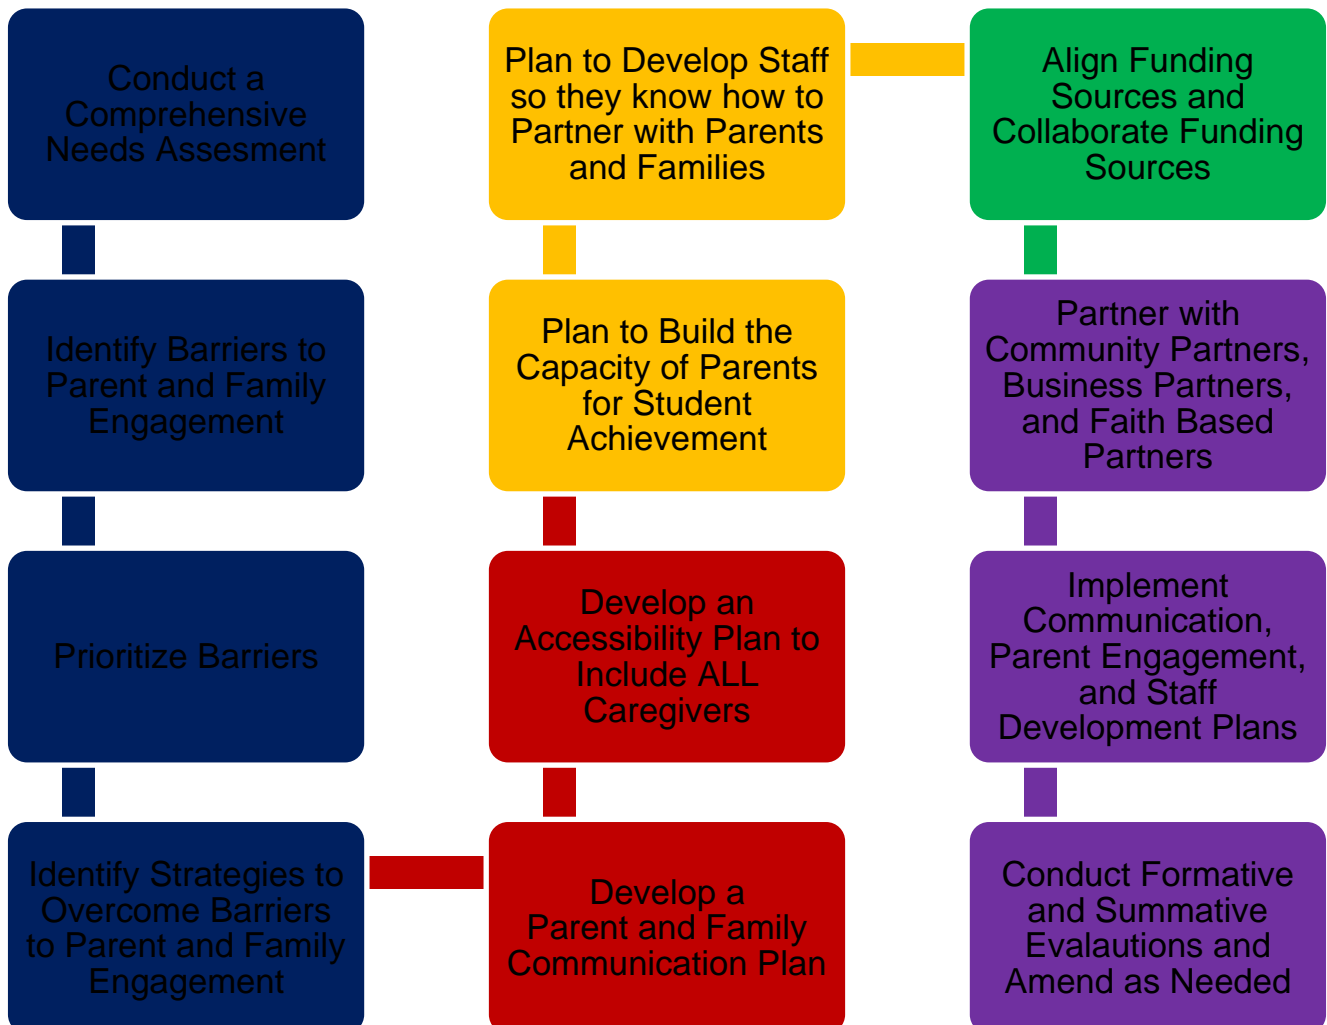 Conduct a
Comprehensive
Needs Assesment
Identify Barriers to
Parent and Family
Engagement
Prioritize Barriers
Identify Strategies to
Overcome Barriers
to Parent and Family
Engagement
Develop a
Parent and Family
Communication Plan
Develop an
Accessibility Plan to
Include ALL
Caregivers
Plan to Build the
Capacity of Parents
for Student
Achievement
Plan to Develop Staff
so they know how to
Partner with Parents
and Families
Align Funding
Sources and
Collaborate Funding
Sources
Partner with
Community Partners,
Business Partners,
and Faith Based
Partners
Implement
Communication,
Parent Engagement,
and Staff
Development Plans
Conduct Formative
and Summative
Evalautions and
Amend as Needed